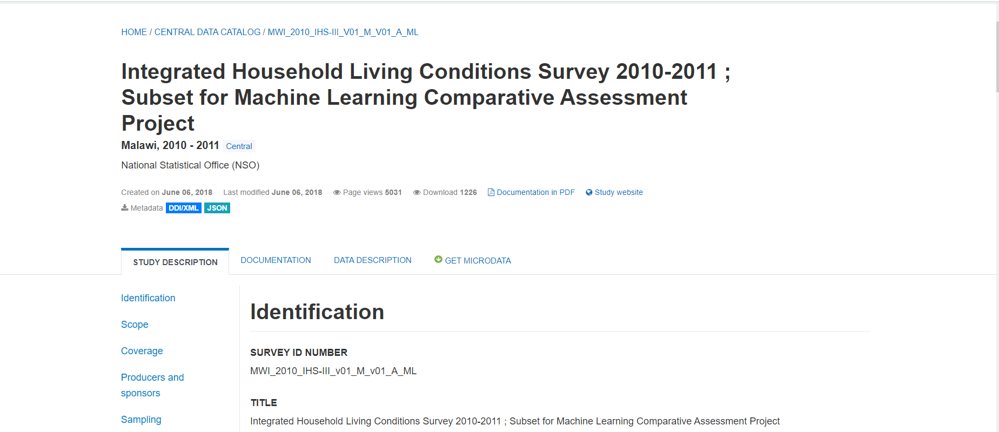 HOME / CENTRAL DATA CATALOG / MWI_2010_IHS-III_V01_M_V01_A_ML
Integrated Household Living Conditions Survey 2010-2011 ;
Subset for Machine Learning Comparative Assessment
Project
Malawi, 2010 - 2011 Central
National Statistical Office (NSO)
Created on June 06, 2018 Last modified June 06, 2018 Page views 5031 Download 1226 Documentation in PDF Study website
Metadata DDI/XML JSON
STUDY DESCRIPTION DOCUMENTATION DATA DESCRIPTION GET MICRODATA
Identification
Scope
Coverage
Producers and
sponsors
Sampling
Identification
SURVEY ID NUMBER
MWI_2010_IHS-III_v01_M_v01_A_ML
TITLE
Integrated Household Living Conditions Survey 2010-2011 ; Subset for Machine Learning Comparative Assessment Project